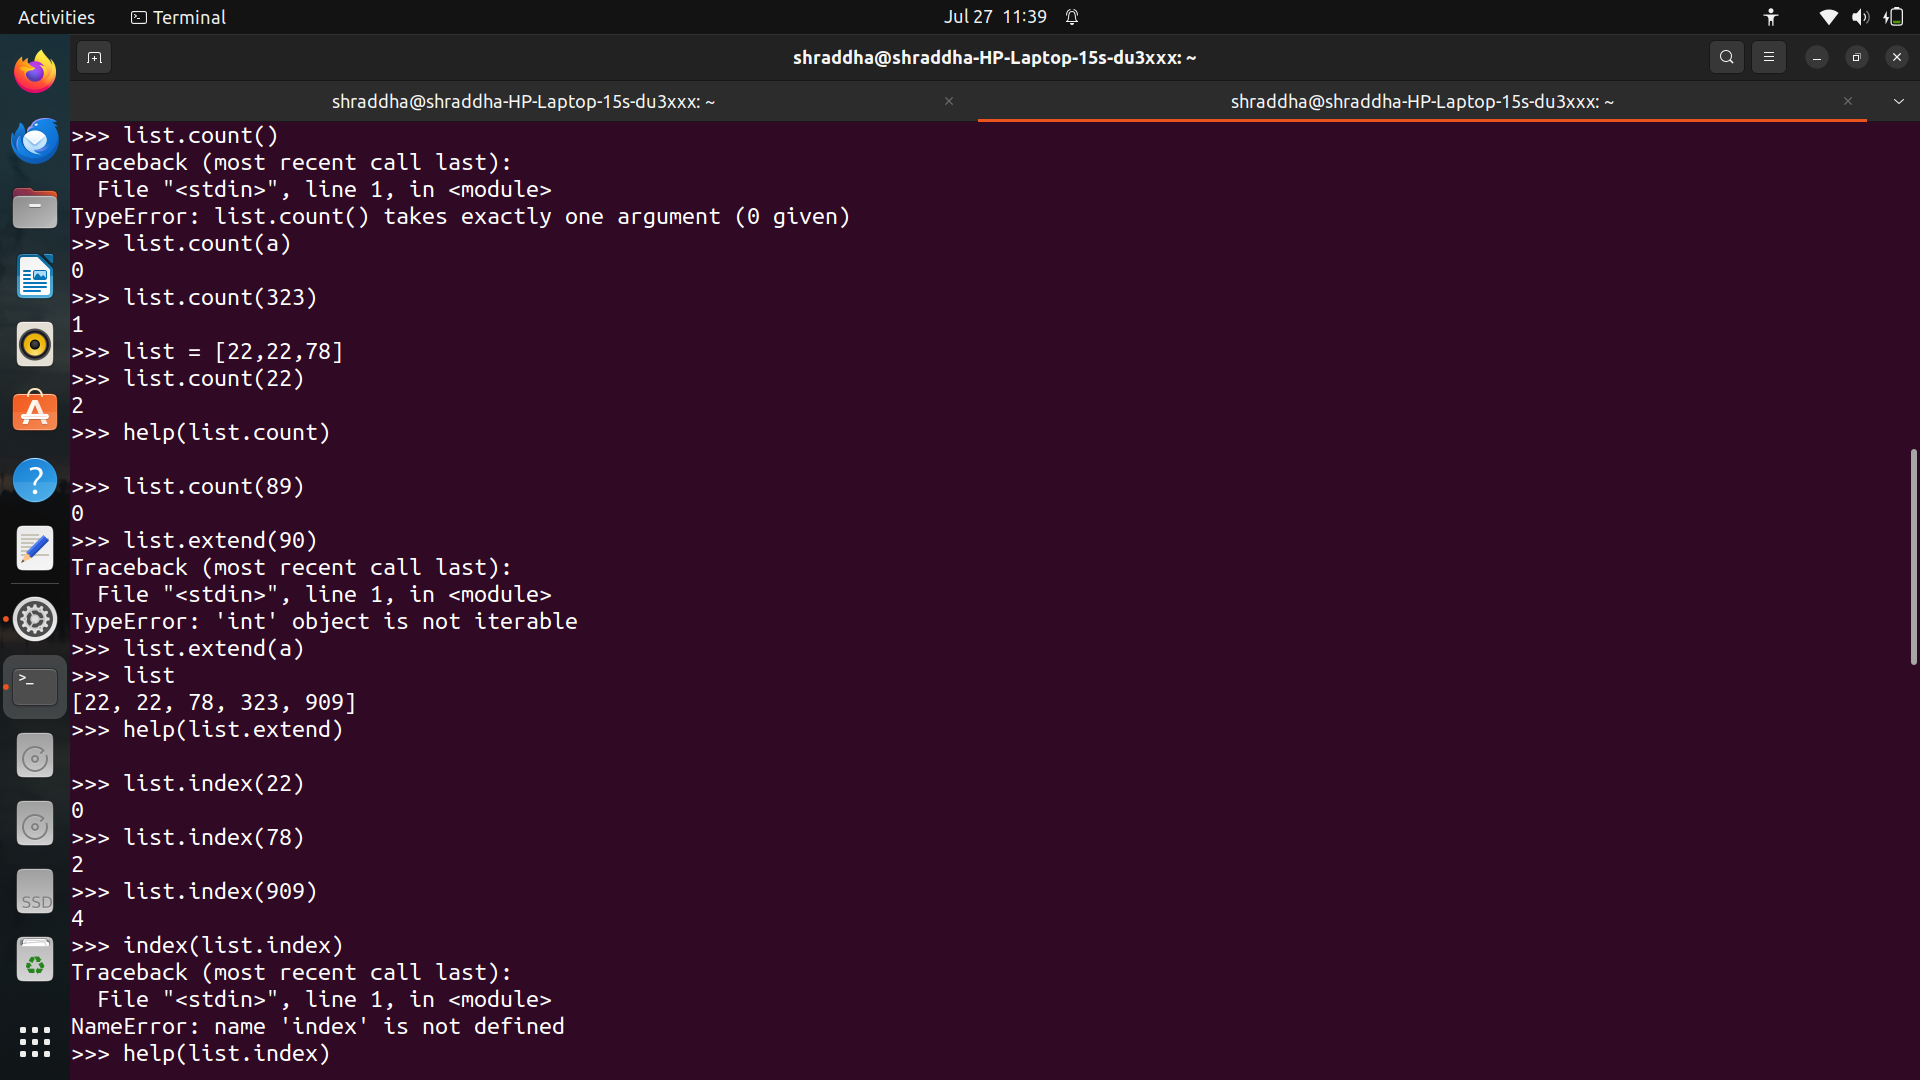 Activities Terminal Jul 27 11:39
shraddha@shraddha-HP-Laptop-15s-du3xxx: ~
shraddha@shraddha-HP-Laptop-15s-du3xxx: ~ shraddha@shraddha-HP-Laptop-15s-du3xxx: ~
>>> list.count()
Traceback (most recent call last):
  File "<stdin>", line 1, in <module>
TypeError: list.count() takes exactly one argument (0 given)
>>> list.count(a)
0
>>> list.count(323)
1
>>> list = [22,22,78]
>>> list.count(22)
2
>>> help(list.count)

>>> list.count(89)
0
>>> list.extend(90)
Traceback (most recent call last):
  File "<stdin>", line 1, in <module>
TypeError: 'int' object is not iterable
>>> list.extend(a)
>>> list
[22, 22, 78, 323, 909]
>>> help(list.extend)

>>> list.index(22)
0
>>> list.index(78)
2
>>> list.index(909)
4
>>> index(list.index)
Traceback (most recent call last):
  File "<stdin>", line 1, in <module>
NameError: name 'index' is not defined
>>> help(list.index)
SSD